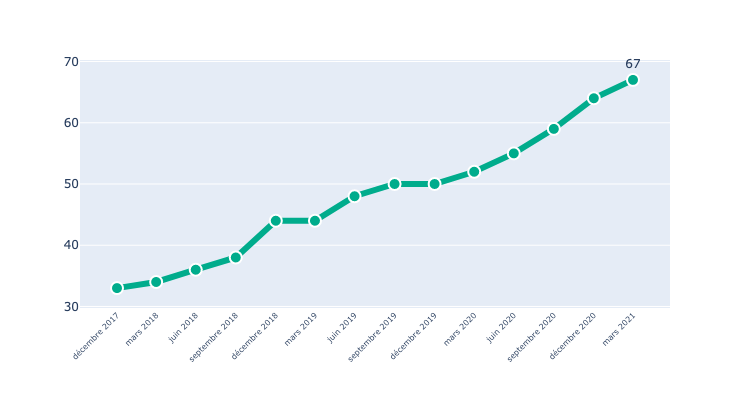 70
67
60
50
40
30
décembre 2017
mars 2018
juin 2018
septembre 2018
décembre 2018
mars 2019
juin 2019
septembre 2019
décembre 2019
mars 2020
juin 2020
septembre 2020
décembre 2020
mars 2021